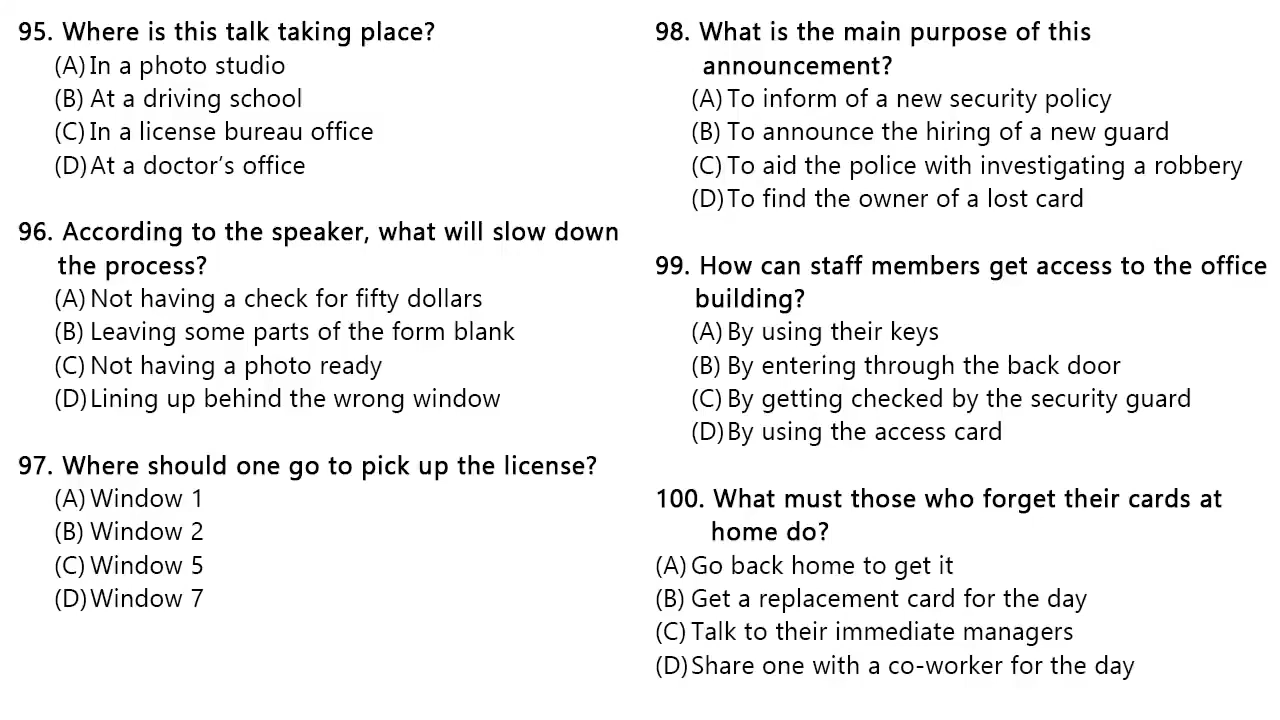 95. Where is this talk taking place?
(A) In a photo studio
(B) At a driving school
(C) In a license bureau office
(D) At a doctor's office
96. According to the speaker, what will slow down
the process?
(A) Not having a check for fifty dollars
(B) Leaving some parts of the form blank
(C) Not having a photo ready
(D) Lining up behind the wrong window
97. Where should one go to pick up the license?
(A) Window 1
(B) Window 2
(C) Window 5
(D) Window 7
98. What is the main purpose of this
announcement?
(A) To inform of a new security policy
(B) To announce the hiring of a new guard
(C) To aid the police with investigating a robbery
(D) To find the owner of a lost card
99. How can staff members get access to the office
building?
(A) By using their keys
(B) By entering through the back door
(C) By getting checked by the security guard
(D) By using the access card
100. What must those who forget their cards at
home do?
(A) Go back home to get it
(B) Get a replacement card for the day
(C) Talk to their immediate managers
(D) Share one with a co-worker for the day